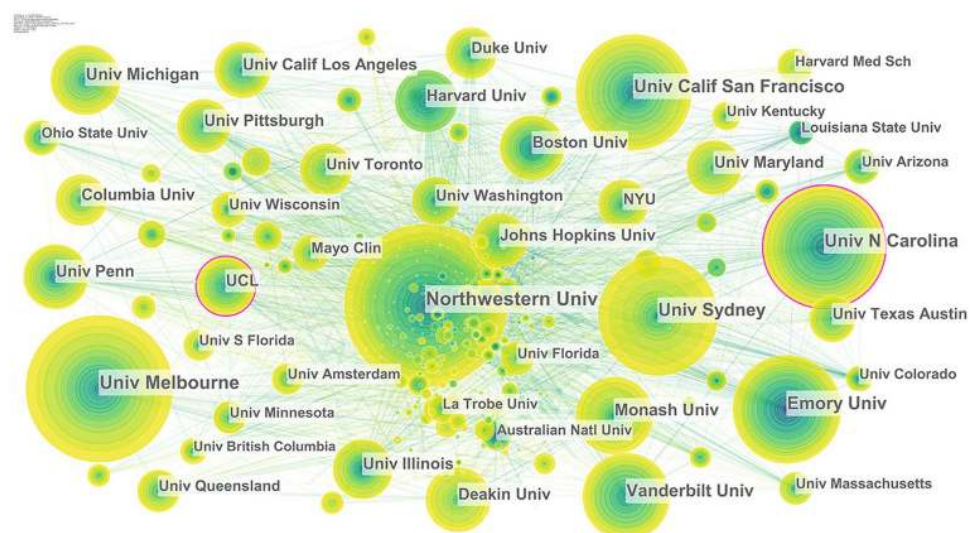 Duke Univ
Univ Michigan
Univ Calif Los Angeles
Univ Calif San Francisco
Harvard Med Sch
Harvard Univ
Univ Kentucky
Ohio State Univ
Univ Pittsburgh
Boston Univ
Louisiana State Univ
Univ Toronto
Univ Maryland
Univ Arizona
Columbia Univ
Univ Wisconsin
Univ Washington
NYU
Mayo Clin
Johns Hopkins Univ
Univ N Carolina
Univ Penn
UCL
Northwestern Univ
Univ Sydney
Univ Texas Austin
Univ S Florida
Univ Florida
Univ Melbourne
Univ Amsterdam
Univ Colorado
La Trobe Univ
Emory Univ
Univ Minnesota
Monash Univ
Australian Natl Univ
Univ British Columbia
Univ Illinois
Univ Queensland
Deakin Univ
Vanderbilt Univ
Univ Massachusetts